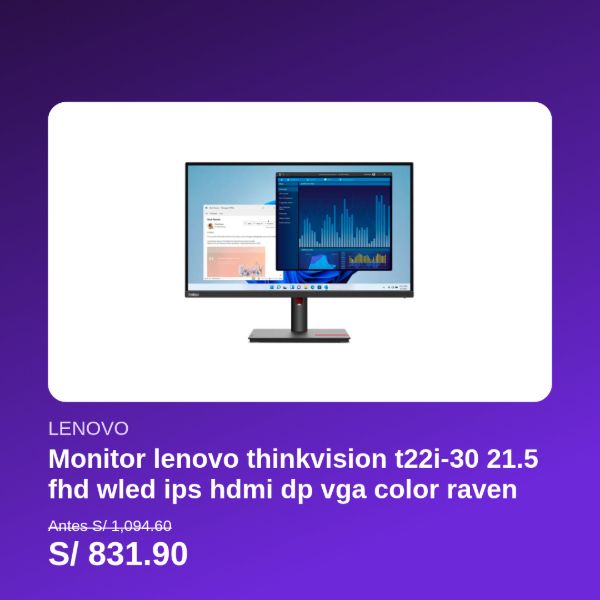 LENOVO
Monitor lenovo thinkvision t22i-30 21.5
fhd wled ips hdmi dp vga color raven
Antes S/ 1,094.60
S/ 831.90